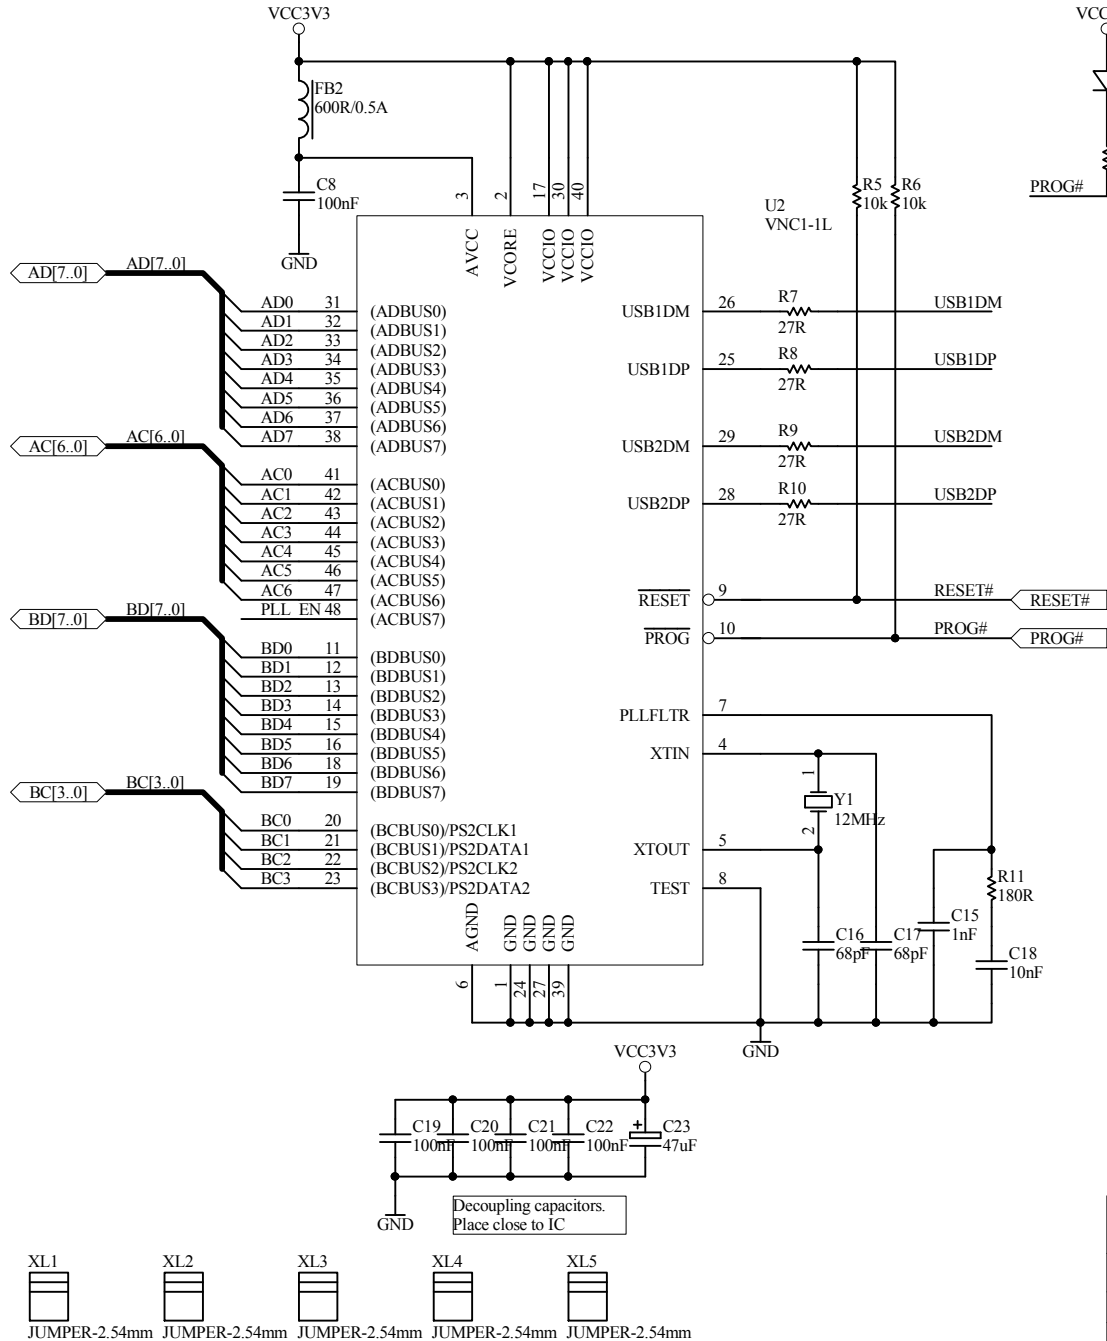 VCC3V3
VCC
FB2
600R/0.5A
C8
100nF
GND
3
2
17
30
40
AVCC
VCORE
VCCIO
VCCIO
VCCIO
U2
VNC1-1L
R5
10k
R6
10k
PROG#
AD[7..0]
AD[7..0]
AD0 31 (ADBUS0)
AD1 32 (ADBUS1)
AD2 33 (ADBUS2)
AD3 34 (ADBUS3)
AD4 35 (ADBUS4)
AD5 36 (ADBUS5)
AD6 37 (ADBUS6)
AD7 38 (ADBUS7)
AC[6..0]
AC[6..0]
AC0 41 (ACBUS0)
AC1 42 (ACBUS1)
AC2 43 (ACBUS2)
AC3 44 (ACBUS3)
AC4 45 (ACBUS4)
AC5 46 (ACBUS5)
AC6 47 (ACBUS6)
PLL EN 48 (ACBUS7)
BD[7..0]
BD[7..0]
BD0 11 (BDBUS0)
BD1 12 (BDBUS1)
BD2 13 (BDBUS2)
BD3 14 (BDBUS3)
BD4 15 (BDBUS4)
BD5 16 (BDBUS5)
BD6 18 (BDBUS6)
BD7 19 (BDBUS7)
BC[3..0]
BC[3..0]
BC0 20 (BCBUS0)/PS2CLK1
BC1 21 (BCBUS1)/PS2DATA1
BC2 22 (BCBUS2)/PS2CLK2
BC3 23 (BCBUS3)/PS2DATA2
USB1DM 26 R7 27R USB1DM
USB1DP 25 R8 27R USB1DP
USB2DM 29 R9 27R USB2DM
USB2DP 28 R10 27R USB2DP
RESET 9 RESET# RESET#
PROG 10 PROG# PROG#
PLLFLTR 7
XTIN 4
1
Y1
12MHz
2
XTOUT 5
TEST 8
R11
180R
C15
1nF
C16
68pF
C17
68pF
C18
10nF
AGND
GND
GND
GND
GND
6
1
24
27
39
GND
VCC3V3
C19
100nF
C20
100nF
C21
100nF
C22
100nF
+
C23
47uF
GND
Decoupling capacitors.
Place close to IC
XL1
JUMPER-2.54mm
XL2
JUMPER-2.54mm
XL3
JUMPER-2.54mm
XL4
JUMPER-2.54mm
XL5
JUMPER-2.54mm